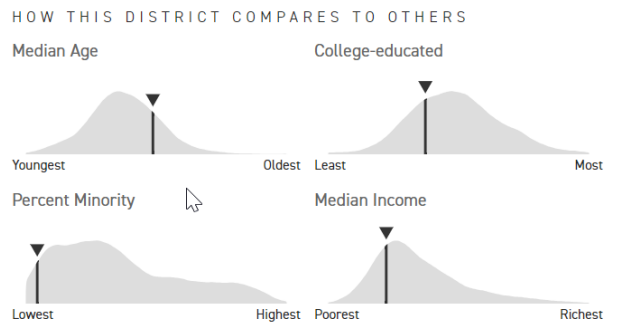 HOW THIS DISTRICT COMPARES TO OTHERS
Median Age
College-educated
Youngest Oldest
Least Most
Percent Minority
Median Income
Lowest Highest
Poorest Richest